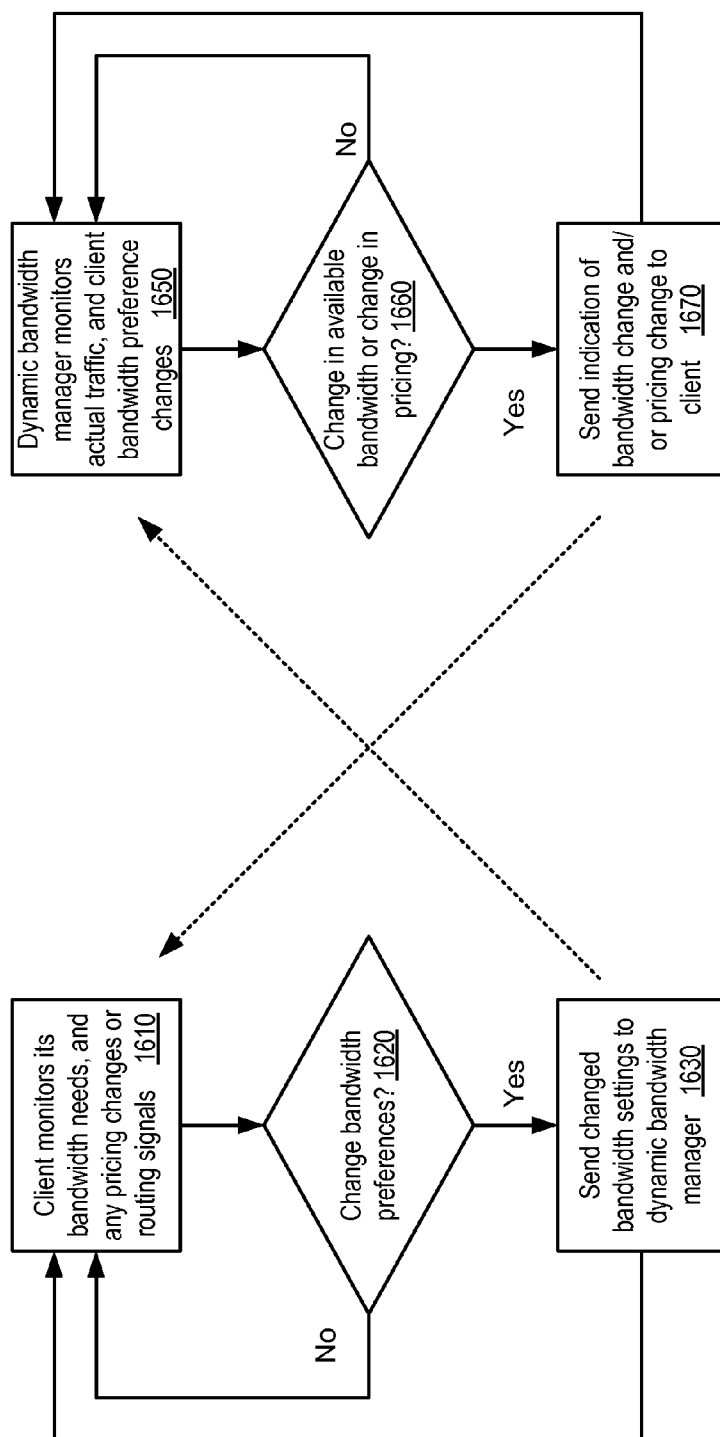 Client monitors its
bandwidth needs, and
any pricing changes or
routing signals 1610
Change bandwidth
preferences? 1620
No
Yes
Send changed
bandwidth settings to
dynamic bandwidth
manager 1630
Dynamic bandwidth
manager monitors
actual traffic, and client
bandwidth preference
changes 1650
Change in available
bandwidth or change in
pricing? 1660
No
Yes
Send indication of
bandwidth change and/
or pricing change to
client 1670